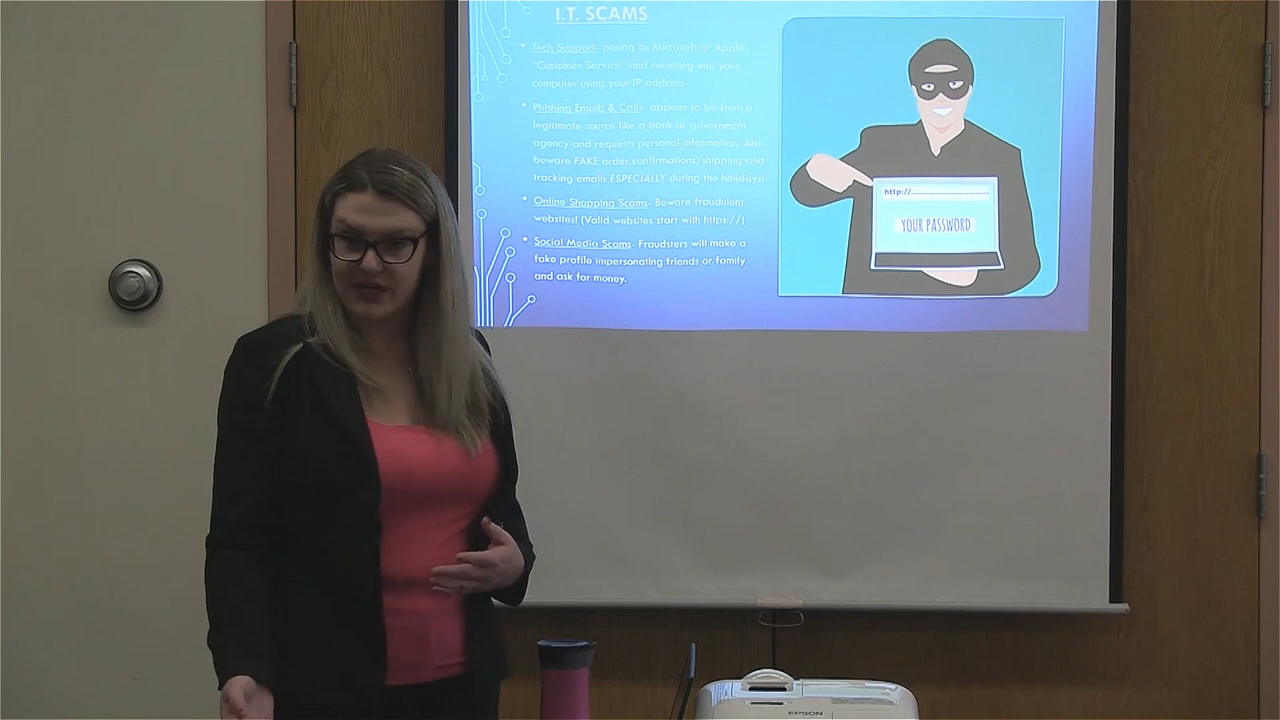 I.T. SCAMS
• Tech Support- posing as Microsoft or Apple
"Customer Service" and remoting into your
computer using your IP address
• Phishing Emails & Calls- appear to be from a
legitimate source like a bank or government
agency and requests personal information. Also
beware FAKE order confirmations/shipping and
tracking emails ESPECIALLY during the holidays!
• Online Shopping Scams- Beware fraudulent
websites! (Valid websites start with https://)
• Social Media Scams- Fraudsters will make a
fake profile impersonating friends or family
and ask for money.
http://................................
YOUR PASSWORD
EPSON